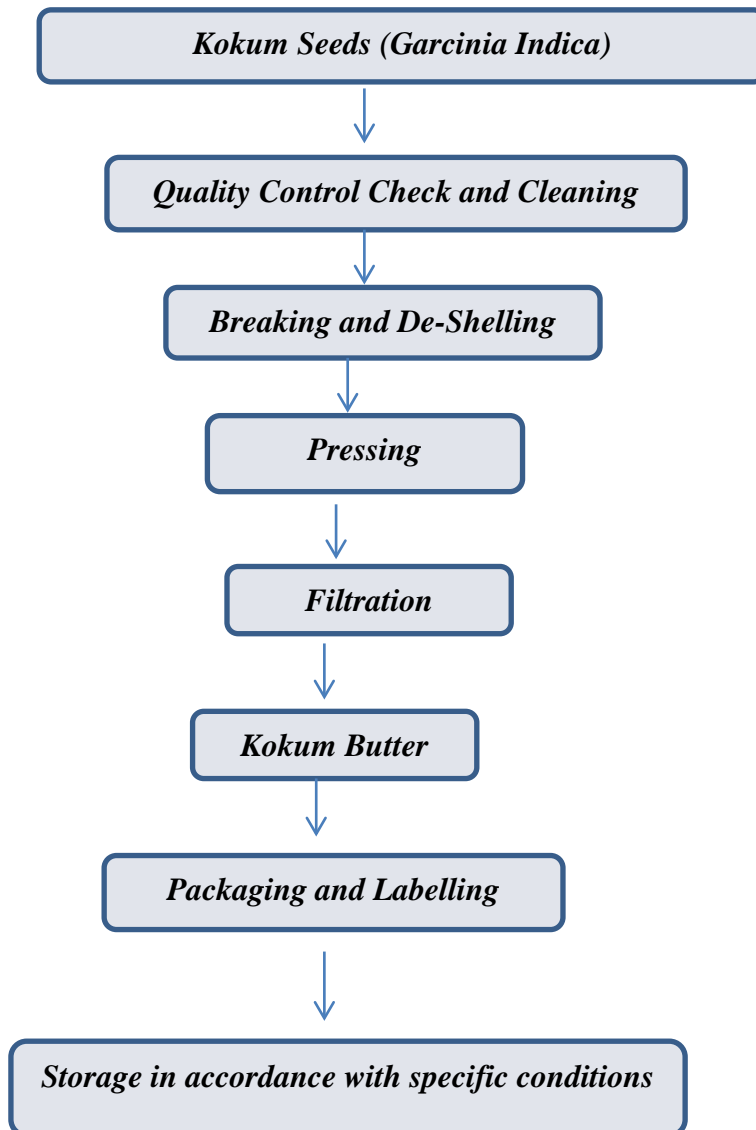 Kokum Seeds (Garcinia Indica)
Quality Control Check and Cleaning
Breaking and De-Shelling
Pressing
Filtration
Kokum Butter
Packaging and Labelling
Storage in accordance with specific conditions